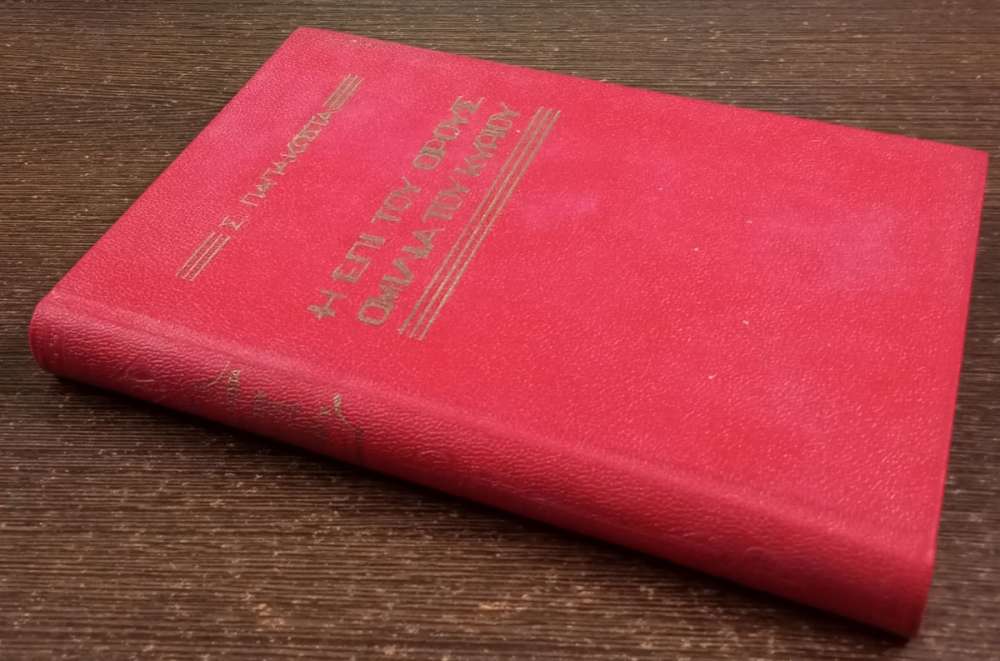 Σ. ΠΑΠΑΚΩΣΤΑ
Η ΕΠΙ ΤΟΥ ΟΡΟΥΣ
ΟΜΙΛΙΑ ΤΟΥ ΚΥΡΙΟΥ